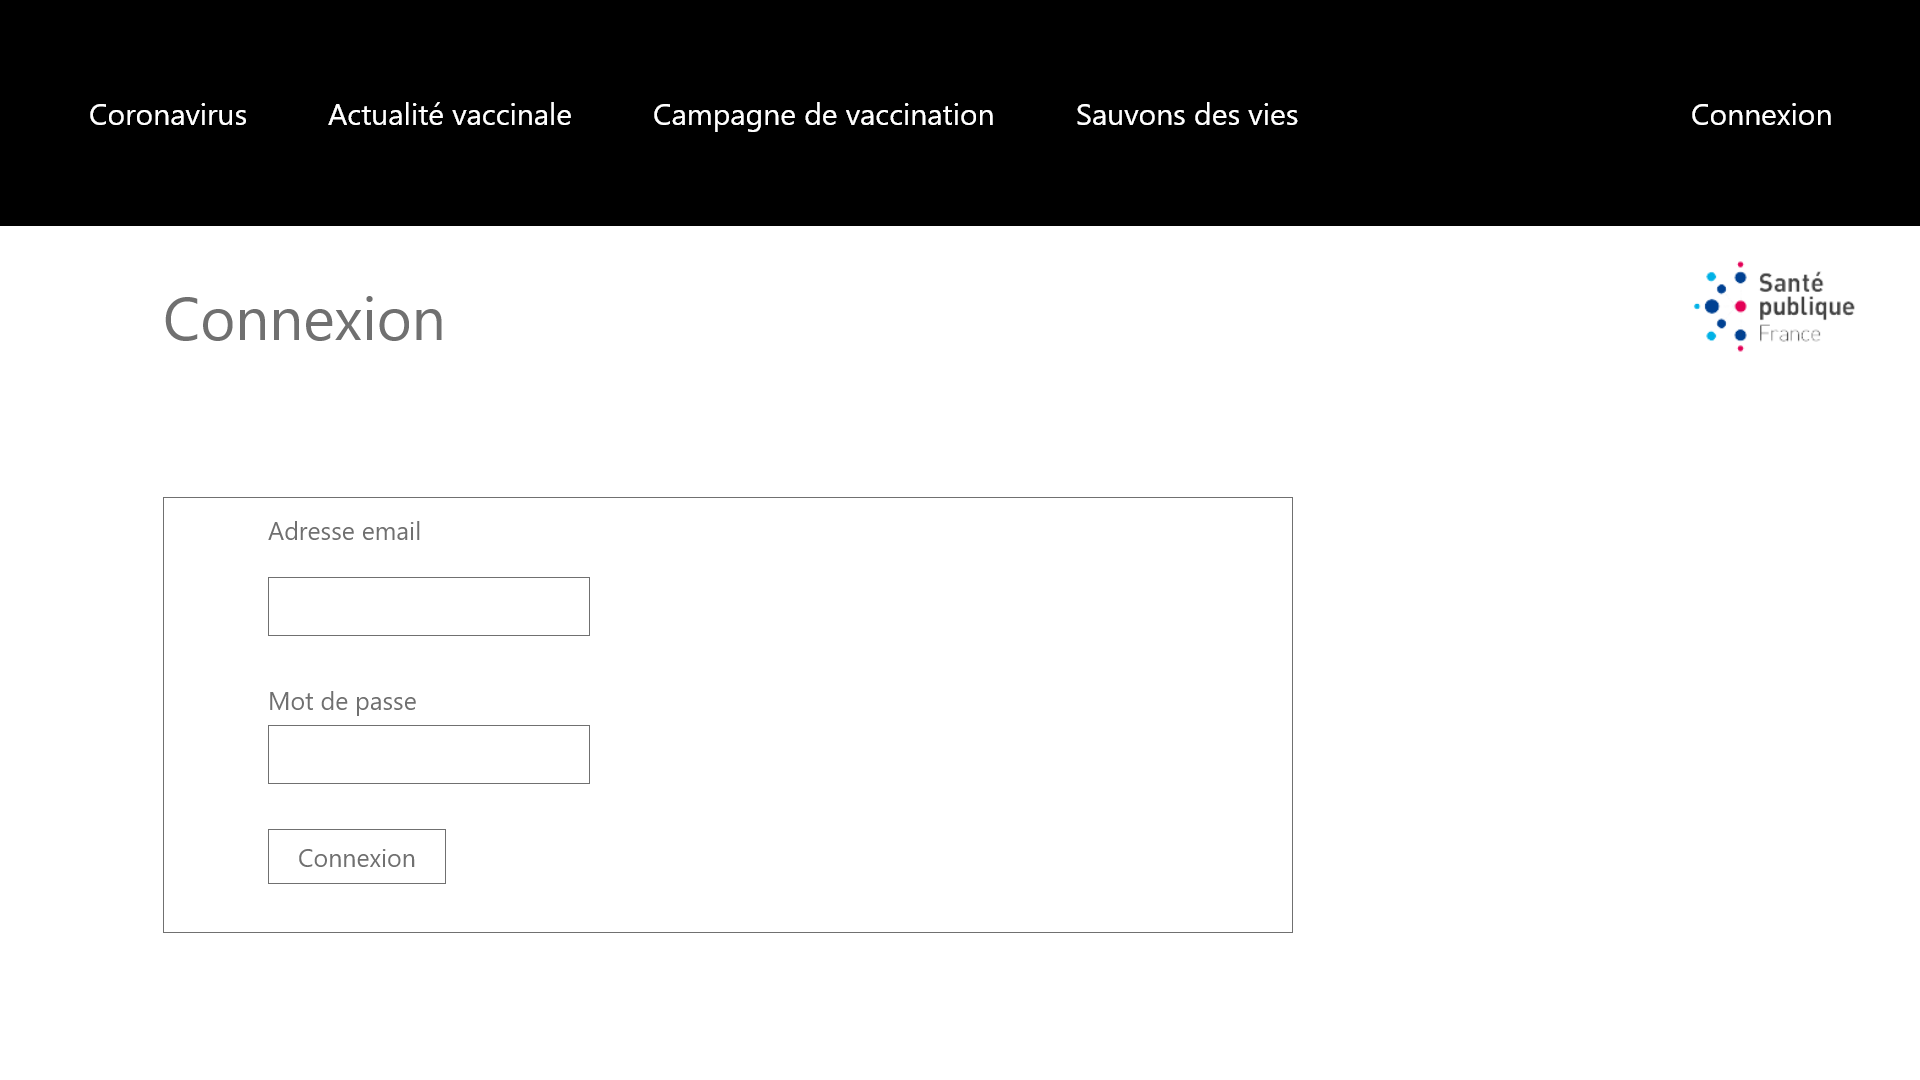 Coronavirus Actualité vaccinale Campagne de vaccination Sauvons des vies Connexion
Connexion
Santé
publique
France
Adresse email
Mot de passe
Connexion